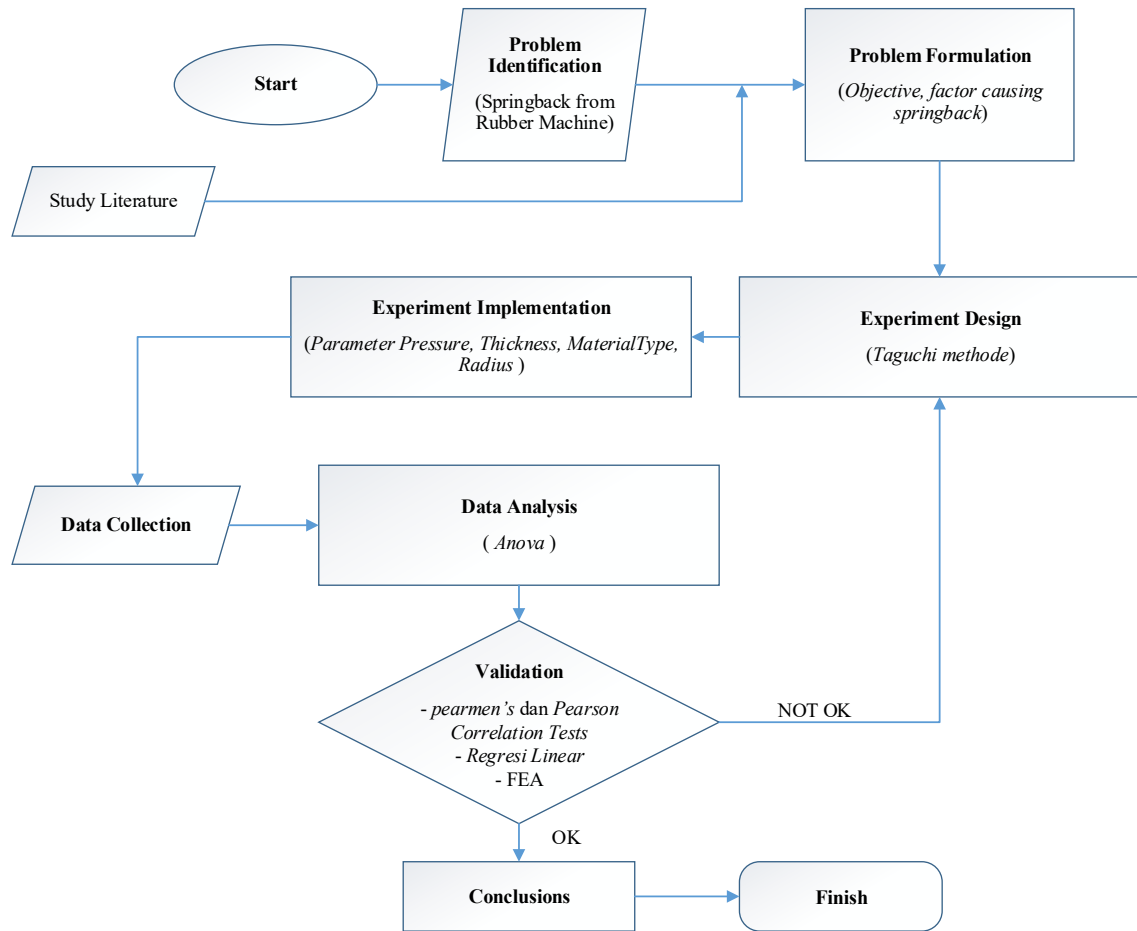 Start
Problem
Identification
(Springback from
Rubber Machine)
Problem Formulation
(Objective, factor causing
springback)
Study Literature
Experiment Implementation
(Parameter Pressure, Thickness, MaterialType,
Radius )
Experiment Design
(Taguchi methode)
Data Collection
Data Analysis
( Anova )
Validation
- pearmen’s dan Pearson
Correlation Tests
- Regresi Linear
- FEA
NOT OK
OK
Conclusions
Finish